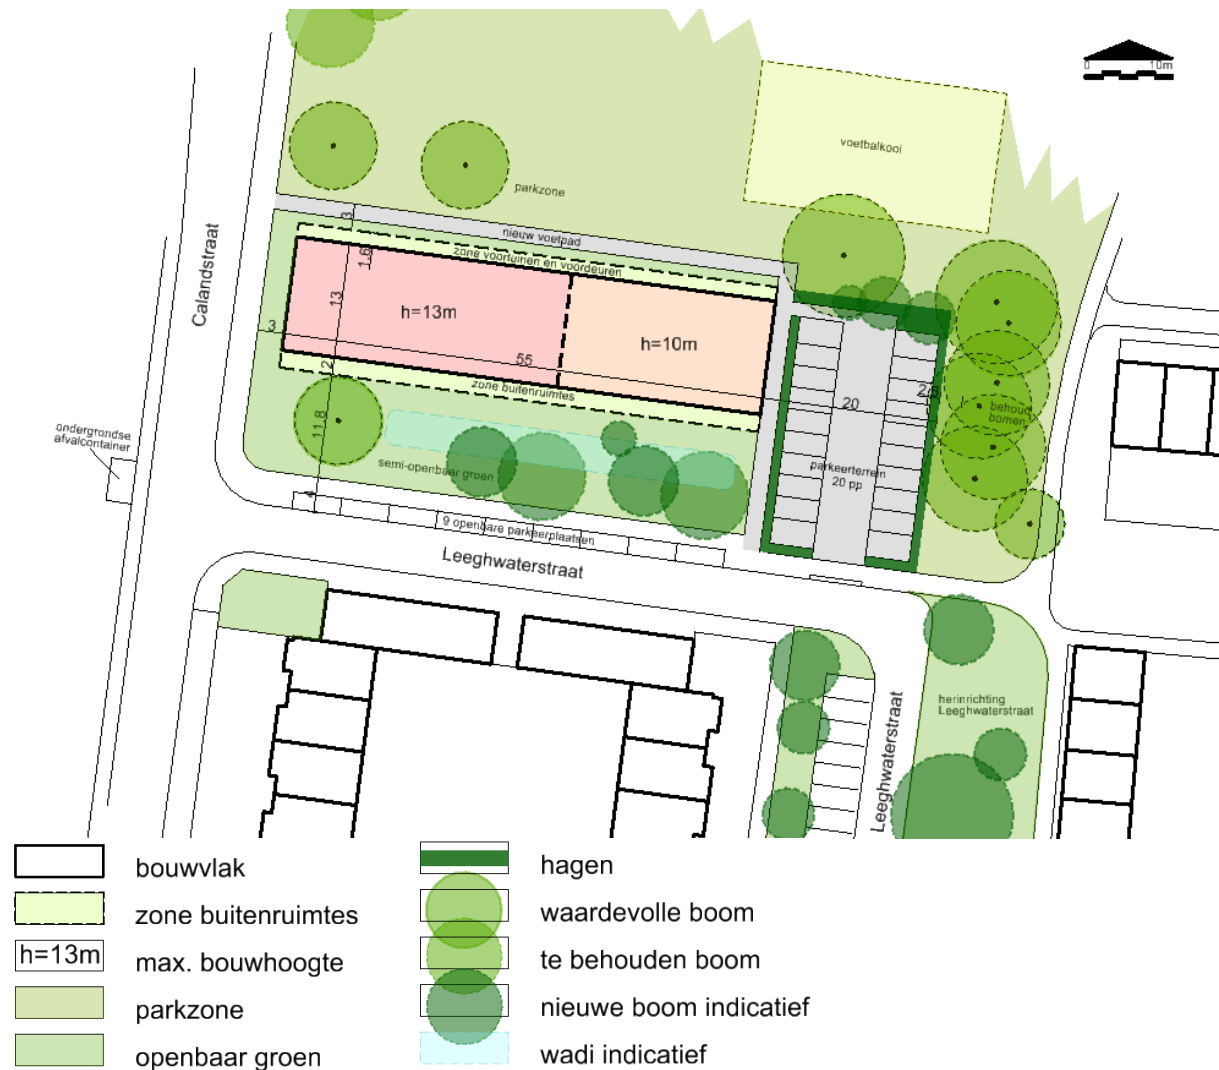 0 10m
voetbalkooi
parkzone
Calandstraat
3
nieuw voetpad
zone voortuinen en voordeuren
1,6
13
h=13m
h=10m
3
55
2
zone buitenruimtes
20
2,5
behoud
bomen
11,8
ondergrondse
afvalcontainer
semi-openbaar groen
parkeerterrein
20 pp
4
9 openbare parkeerplaatsen
Leeghwaterstraat
Leeghwaterstraat
herinrichting
Leeghwaterstraat
bouwvlak
zone buitenruimtes
h=13m max. bouwhoogte
parkzone
openbaar groen
hagen
waardevolle boom
te behouden boom
nieuwe boom indicatief
wadi indicatief